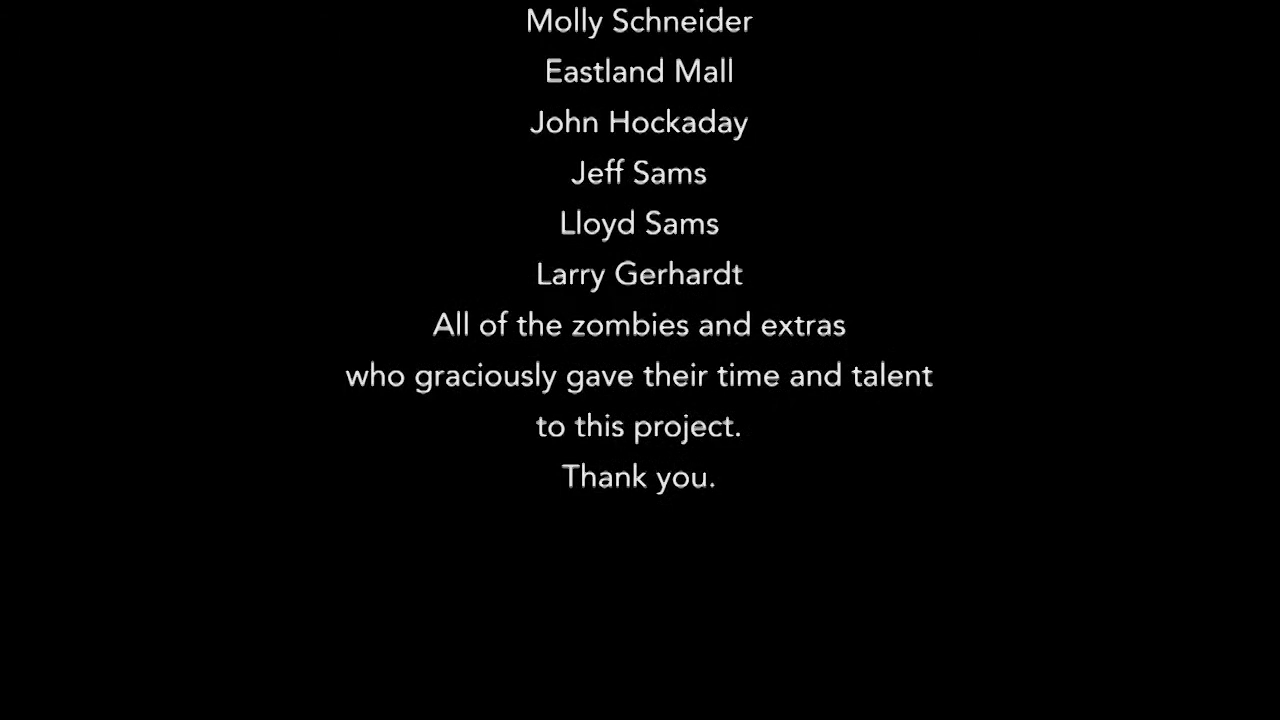 Molly Schneider
Eastland Mall
John Hockaday
Jeff Sams
Lloyd Sams
Larry Gerhardt
All of the zombies and extras
who graciously gave their time and talent
to this project.
Thank you.